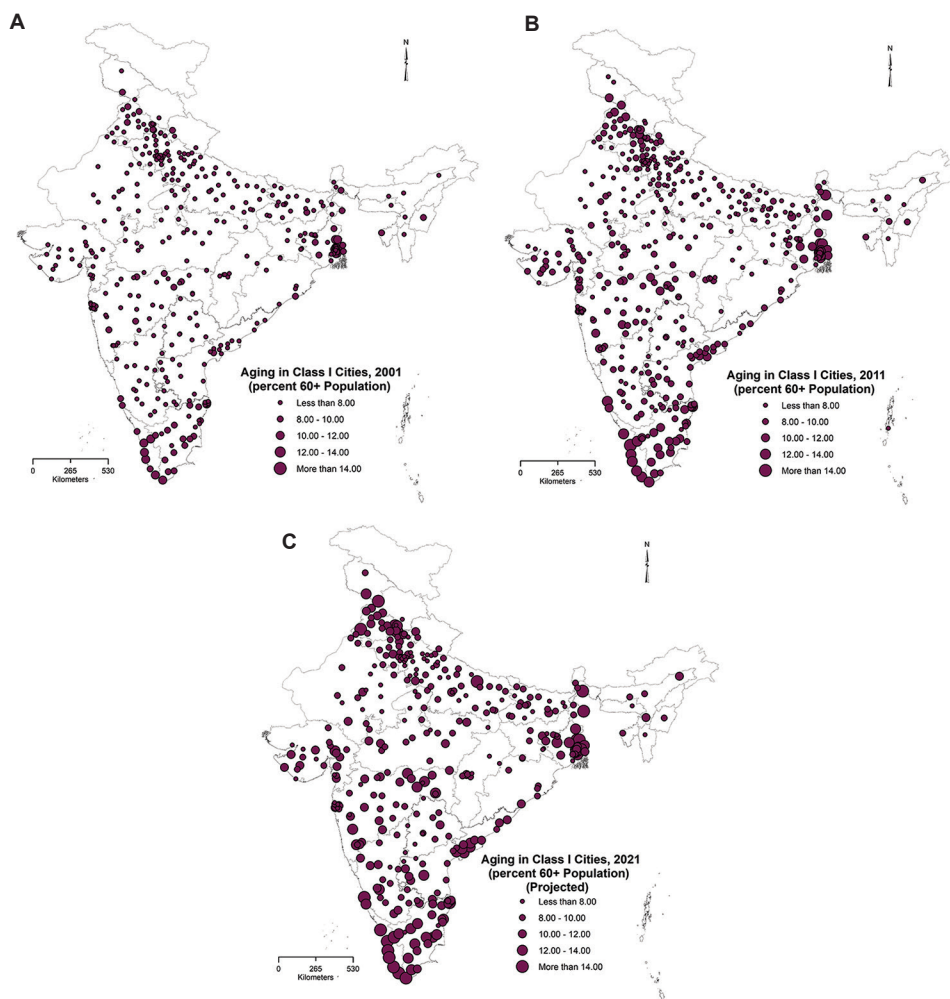 A
N
Aging in Class I Cities, 2001
(percent 60+ Population)
Less than 8.00
8.00 - 10.00
10.00 - 12.00
12.00 - 14.00
More than 14.00
0 265 530
Kilometers
B
N
Aging in Class I Cities, 2011
(percent 60+ Population)
Less than 8.00
8.00 - 10.00
10.00 - 12.00
12.00 - 14.00
More than 14.00
0 265 530
Kilometers
C
N
Aging in Class I Cities, 2021
(percent 60+ Population)
(Projected)
Less than 8.00
8.00 - 10.00
10.00 - 12.00
12.00 - 14.00
More than 14.00
0 265 530
Kilometers